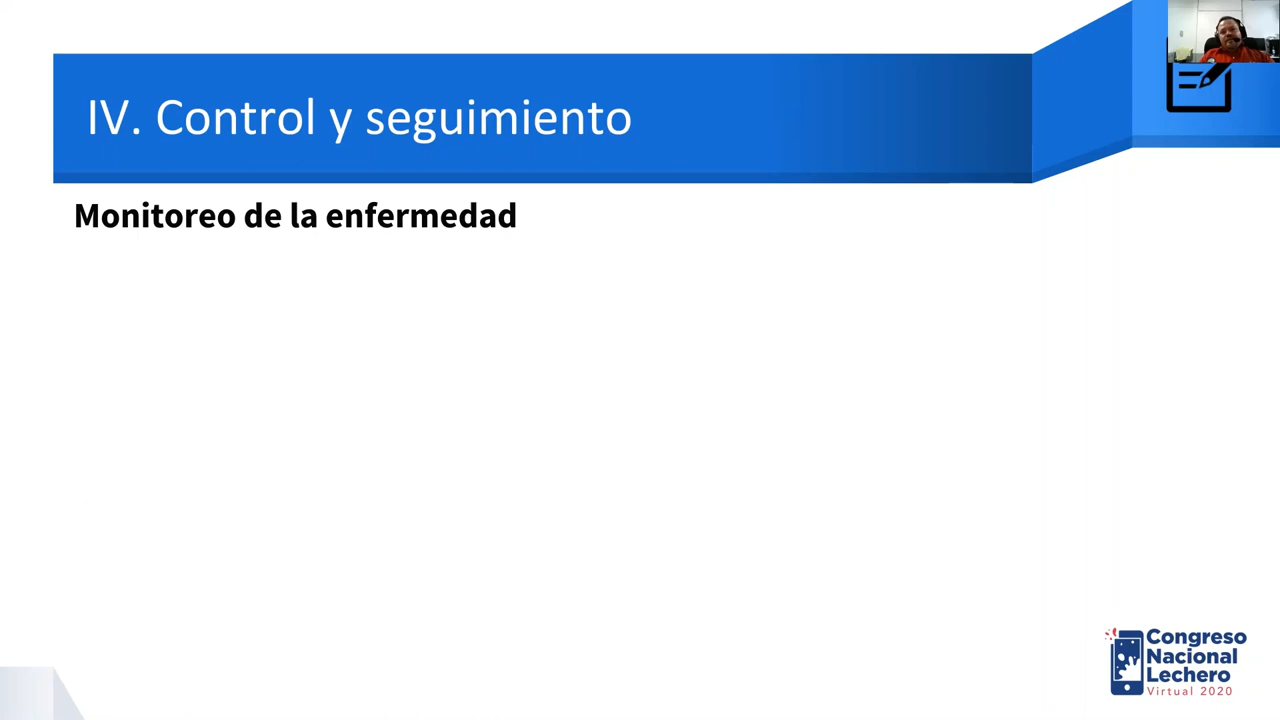 IV. Control y seguimiento
Monitoreo de la enfermedad
Congreso
Nacional
Lechero
Virtual 2020